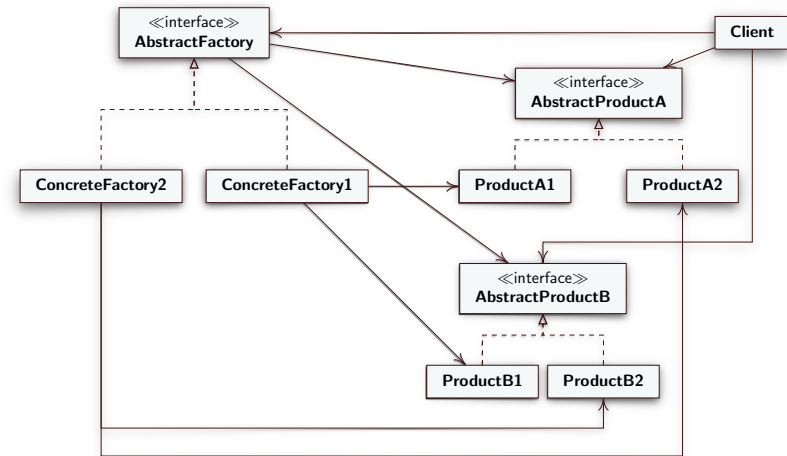 ≪interface≫
AbstractFactory
Client
≪interface≫
AbstractProductA
ConcreteFactory2
ConcreteFactory1
ProductA1
ProductA2
≪interface≫
AbstractProductB
ProductB1
ProductB2